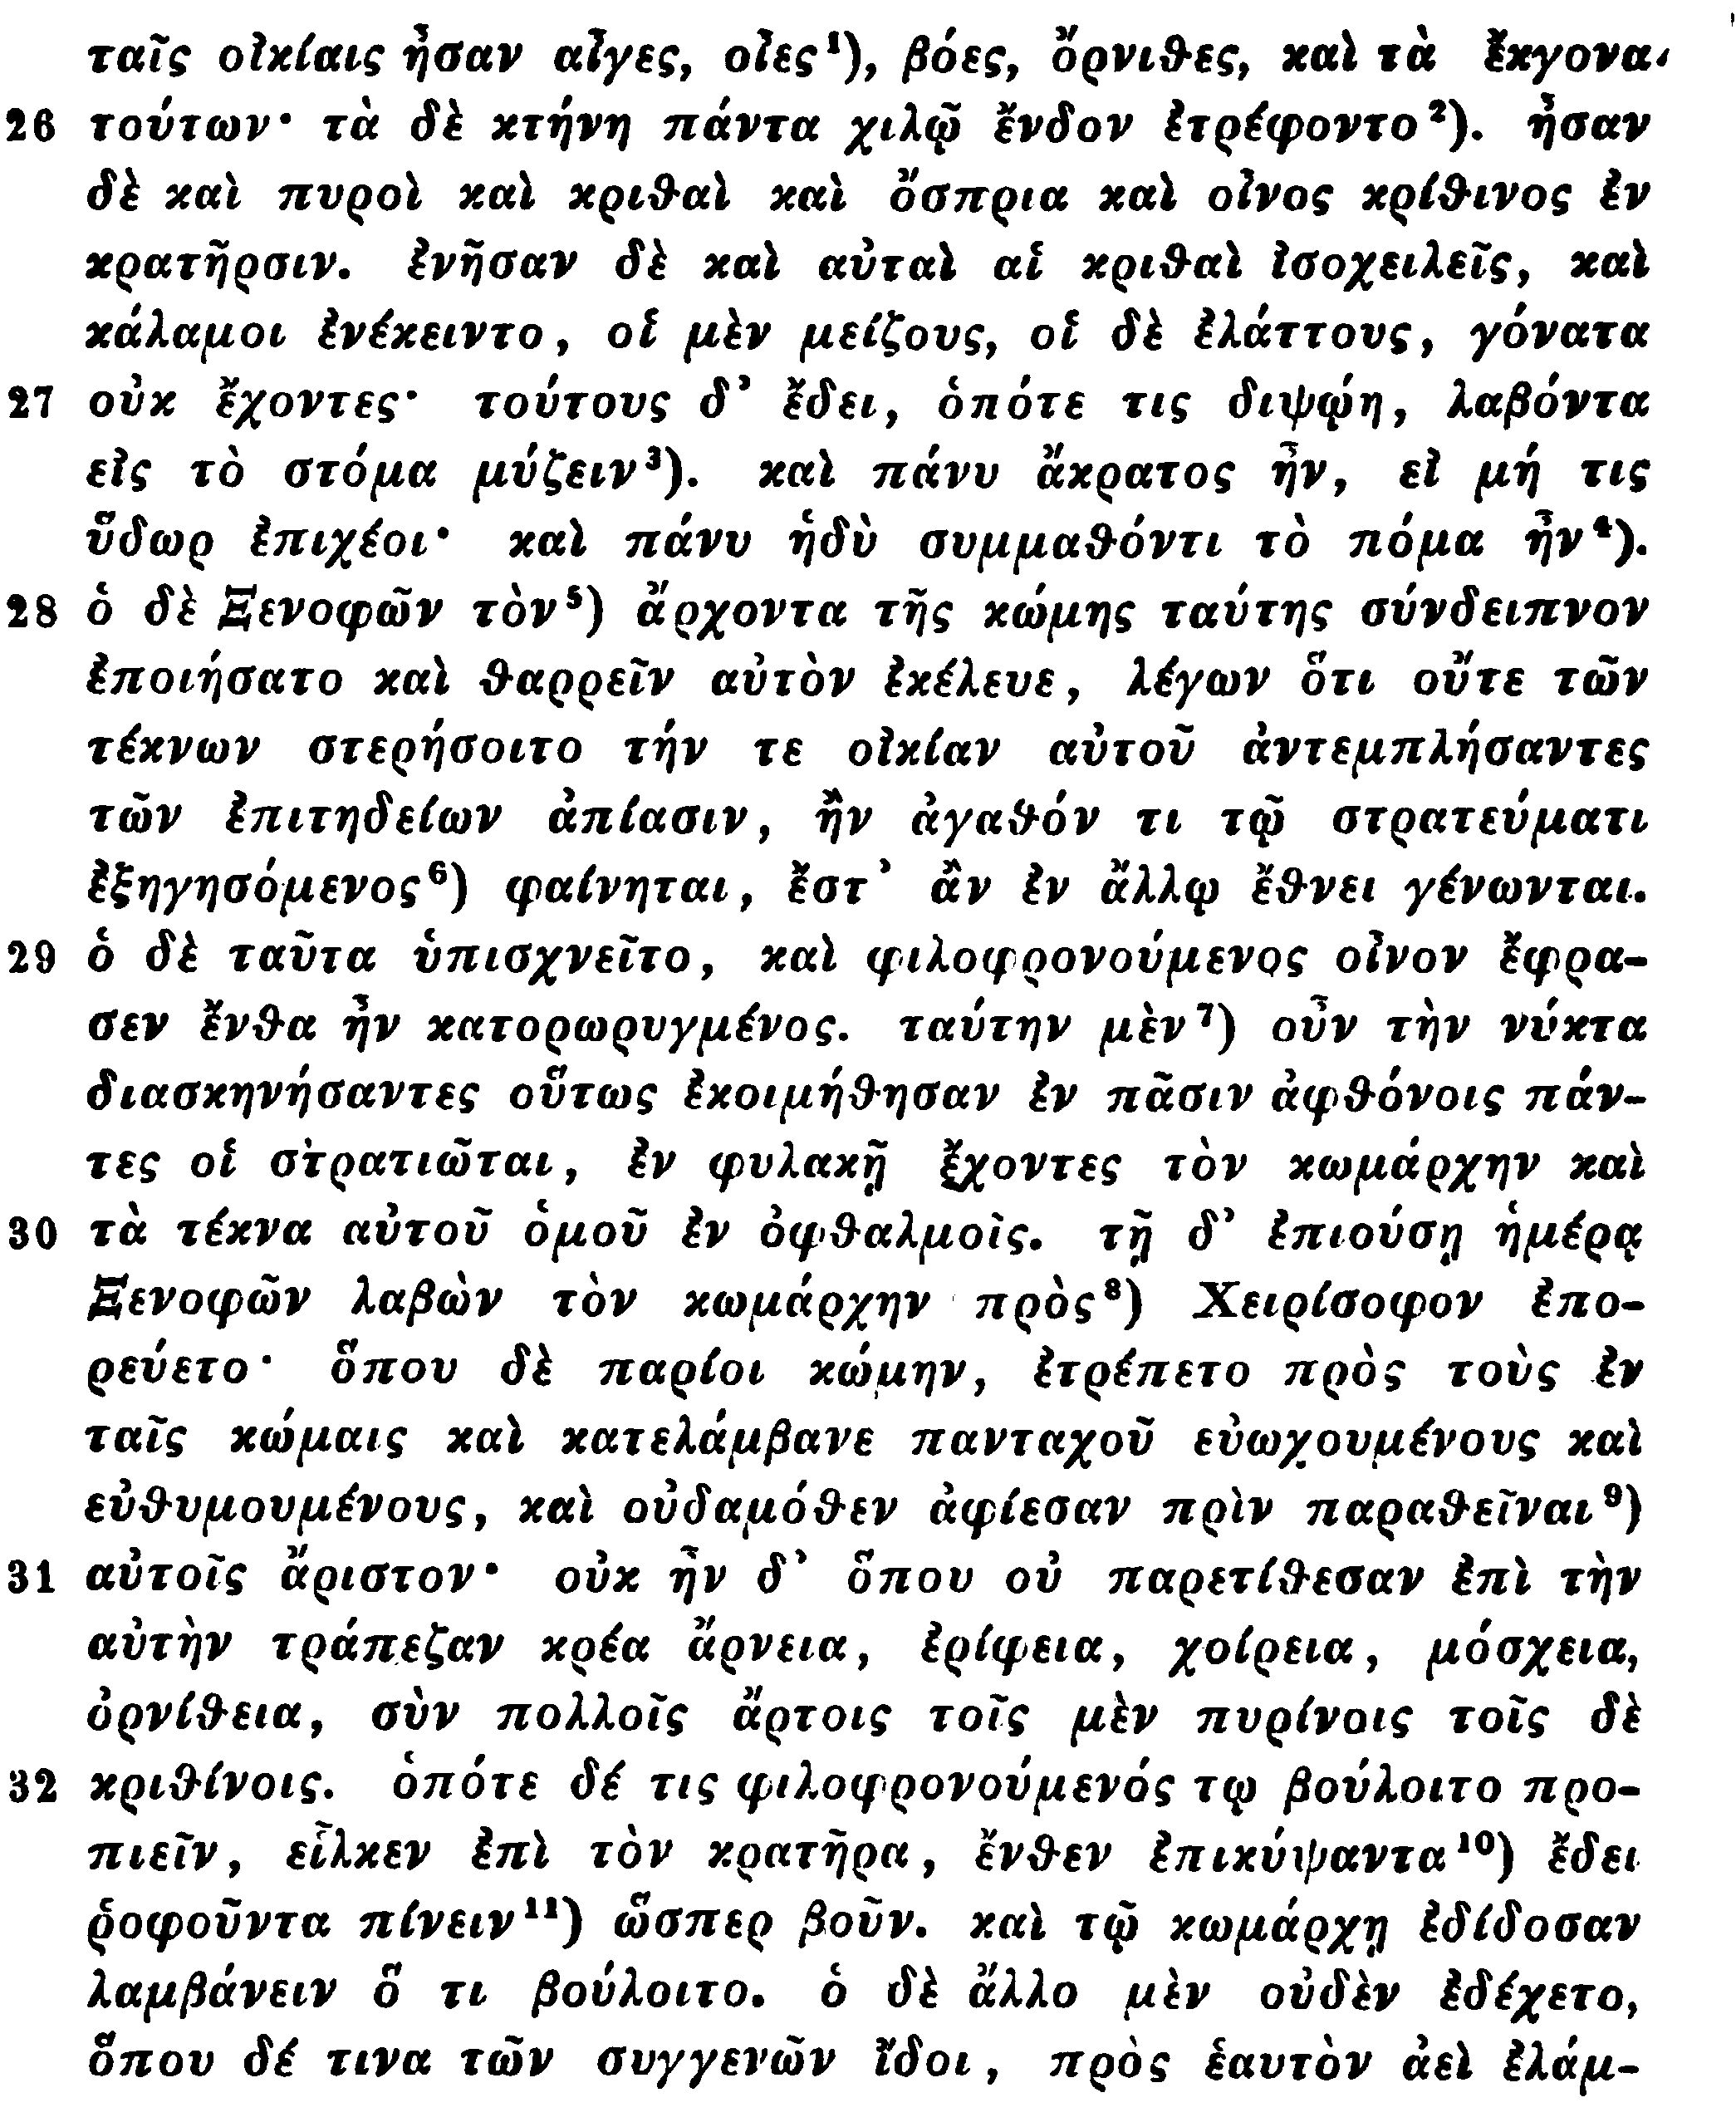 ταῖς οἰκίαις ἦσαν αἶγες, οἶες¹), βόες, ὄρνιθες, καὶ τὰ ἔκγονα
26 τούτων· τὰ δὲ κτήνη πάντα χιλῷ ἔνδον ἐτρέφοντο²). ἦσαν
δὲ καὶ πυροὶ καὶ κριθαὶ καὶ ὄσπρια καὶ οἶνος κρίθινος ἐν
κρατῆρσιν. ἐνῆσαν δὲ καὶ αὐταὶ αἱ κριθαὶ ἰσοχειλεῖς, καὶ
κάλαμοι ἐνέκειντο, οἱ μὲν μείζους, οἱ δὲ ἐλάττους, γόνατα
27 οὐκ ἔχοντες· τούτους δ’ ἔδει, ὁπότε τις διψῴη, λαβόντα
εἰς τὸ στόμα μύζειν³). καὶ πάνυ ἄκρατος ἦν, εἰ μή τις
ὕδωρ ἐπιχέοι· καὶ πάνυ ἡδὺ συμμαθόντι τὸ πόμα ἦν⁴).
28 ὁ δὲ Ξενοφῶν τὸν⁵) ἄρχοντα τῆς κώμης ταύτης σύνδειπνον
ἐποιήσατο καὶ θαρρεῖν αὐτὸν ἐκέλευε, λέγων ὅτι οὔτε τῶν
τέκνων στερήσοιτο τήν τε οἰκίαν αὐτοῦ ἀντεμπλήσαντες
τῶν ἐπιτηδείων ἀπίασιν, ἢν ἀγαθόν τι τῷ στρατεύματι
ἐξηγησόμενος⁶) φαίνηται, ἔστ’ ἂν ἐν ἄλλῳ ἔθνει γένωνται.
29 ὁ δὲ ταῦτα ὑπισχνεῖτο, καὶ φιλοφρονούμενος οἶνον ἔφρα-
σεν ἔνθα ἦν κατορωρυγμένος. ταύτην μὲν⁷) οὖν τὴν νύκτα
διασκηνήσαντες οὕτως ἐκοιμήθησαν ἐν πᾶσιν ἀφθόνοις πάν-
τες οἱ στρατιῶται, ἐν φυλακῇ ἔχοντες τὸν κωμάρχην καὶ
30 τὰ τέκνα αὐτοῦ ὁμοῦ ἐν ὀφθαλμοῖς. τῇ δ’ ἐπιούσῃ ἡμέρᾳ
Ξενοφῶν λαβὼν τὸν κωμάρχην πρὸς⁸) Χειρίσοφον ἐπο-
ρεύετο· ὅπου δὲ παρίοι κώμην, ἐτρέπετο πρὸς τοὺς ἐν
ταῖς κώμαις καὶ κατελάμβανε πανταχοῦ εὐωχουμένους καὶ
εὐθυμουμένους, καὶ οὐδαμόθεν ἀφίεσαν πρὶν παραθεῖναι⁹)
31 αὐτοῖς ἄριστον· οὐκ ἦν δ’ ὅπου οὐ παρετίθεσαν ἐπὶ τὴν
αὐτὴν τράπεζαν κρέα ἄρνεια, ἐρίφεια, χοίρεια, μόσχεια,
ὀρνίθεια, σὺν πολλοῖς ἄρτοις τοῖς μὲν πυρίνοις τοῖς δὲ
32 κριθίνοις. ὁπότε δέ τις φιλοφρονούμενός τῳ βούλοιτο προ-
πιεῖν, εἷλκεν ἐπὶ τὸν κρατῆρα, ἔνθεν ἐπικύψαντα¹⁰) ἔδει
ῥοφοῦντα πίνειν¹¹) ὥσπερ βοῦν. καὶ τῷ κωμάρχῃ ἐδίδοσαν
λαμβάνειν ὅ τι βούλοιτο. ὁ δὲ ἄλλο μὲν οὐδὲν ἐδέχετο,
ὅπου δέ τινα τῶν συγγενῶν ἴδοι, πρὸς ἑαυτὸν ἀεὶ ἐλάμ-